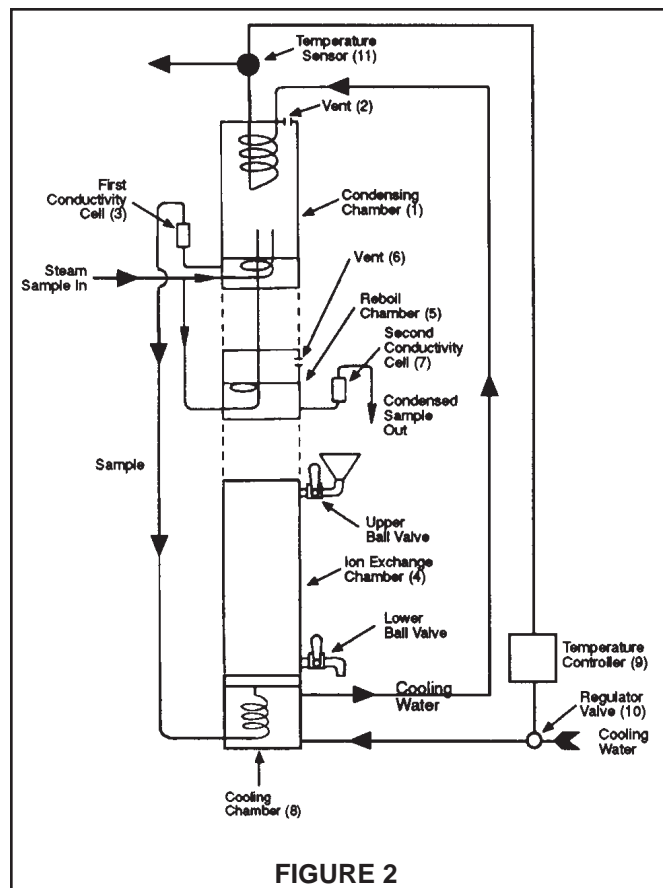 Temperature
Sensor (11)
Vent (2)
First
Conductivity
Cell (3)
Condensing
Chamber (1)
Vent (6)
Steam
Sample In
Reboil
Chamber (5)
Second
Conductivity
Cell (7)
Condensed
Sample
Out
Sample
Upper
Ball Valve
Ion Exchange
Chamber (4)
Lower
Ball Valve
Temperature
Controller (9)
Cooling
Water
Regulator
Valve (10)
Cooling
Water
Cooling
Chamber (8)
FIGURE 2